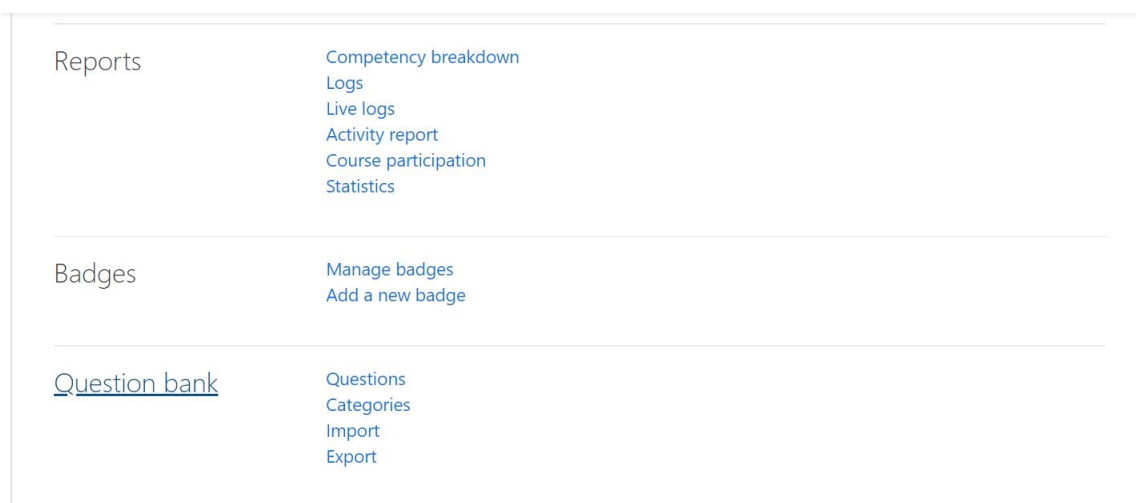 Reports
Competency breakdown
Logs
Live logs
Activity report
Course participation
Statistics
Badges
Manage badges
Add a new badge
Question bank
Questions
Categories
Import
Export